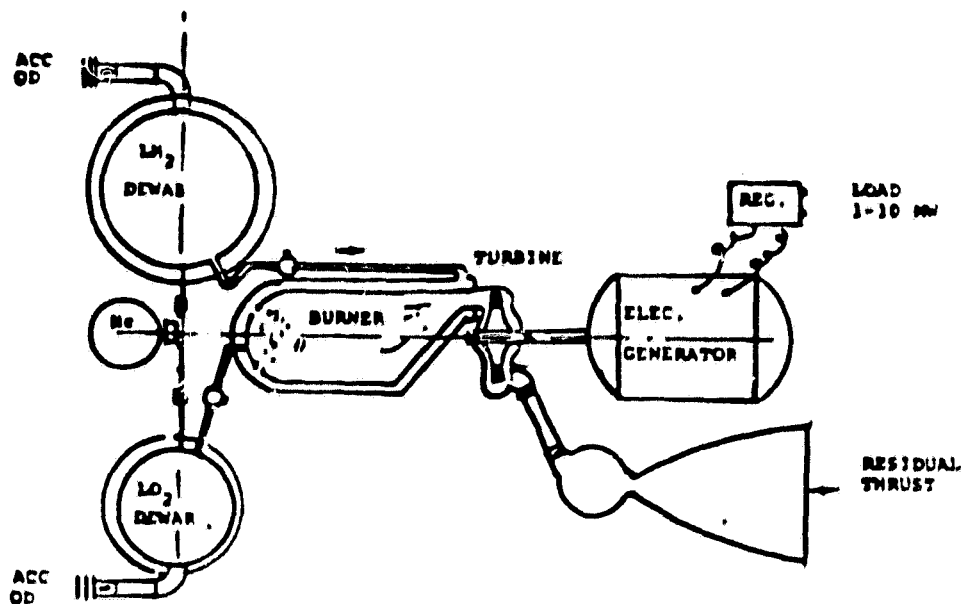 ACC
OD
LH2
DEWAR
REG.
LOAD
1-10 MW
TURBINE
He
BURNER
ELEC.
GENERATOR
LO2
DEWAR
RESIDUAL
THRUST
ACC
OD